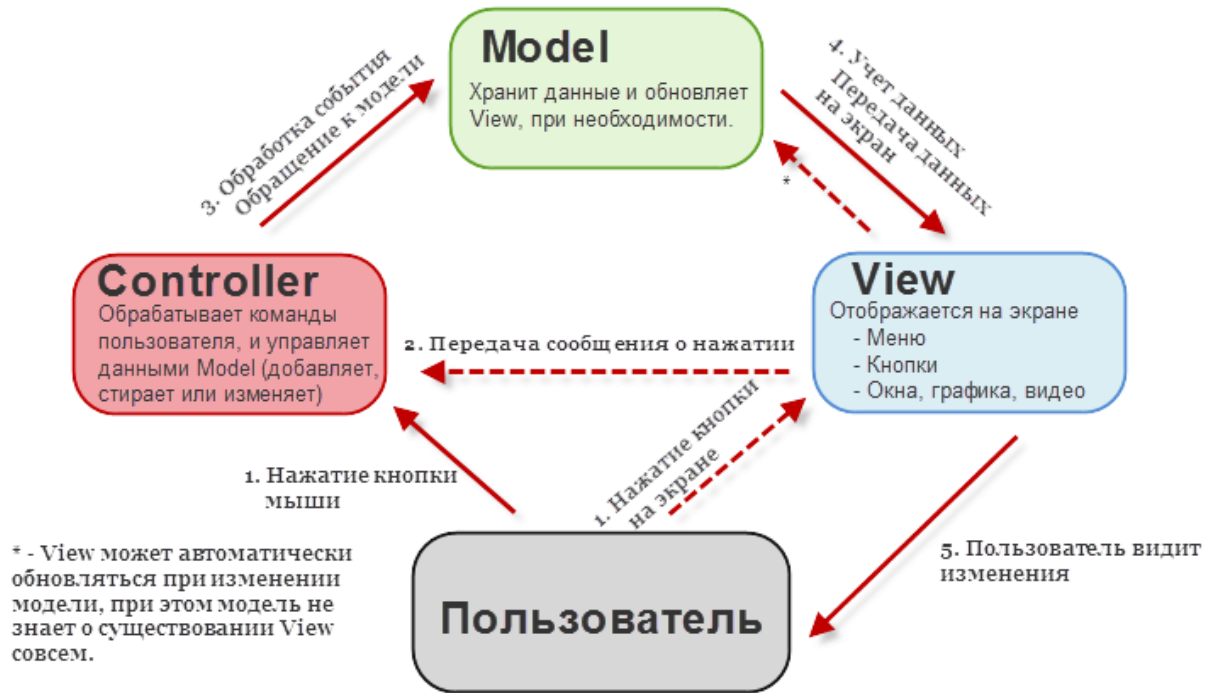 Model
Хранит данные и обновляет
View, при необходимости.
3. Обработка события
Обращение к модели
4. Учет данных
Передача данных
на экран
*
Controller
Обрабатывает команды
пользователя, и управляет
данными Model (добавляет,
стирает или изменяет)
View
Отображается на экране
- Меню
- Кнопки
- Окна, графика, видео
2. Передача сообщения о нажатии
1. Нажатие кнопки
мыши
1. Нажатие кнопки
на экране
5. Пользователь видит
изменения
* - View может автоматически
обновляться при изменении
модели, при этом модель не
знает о существовании View
совсем.
Пользователь